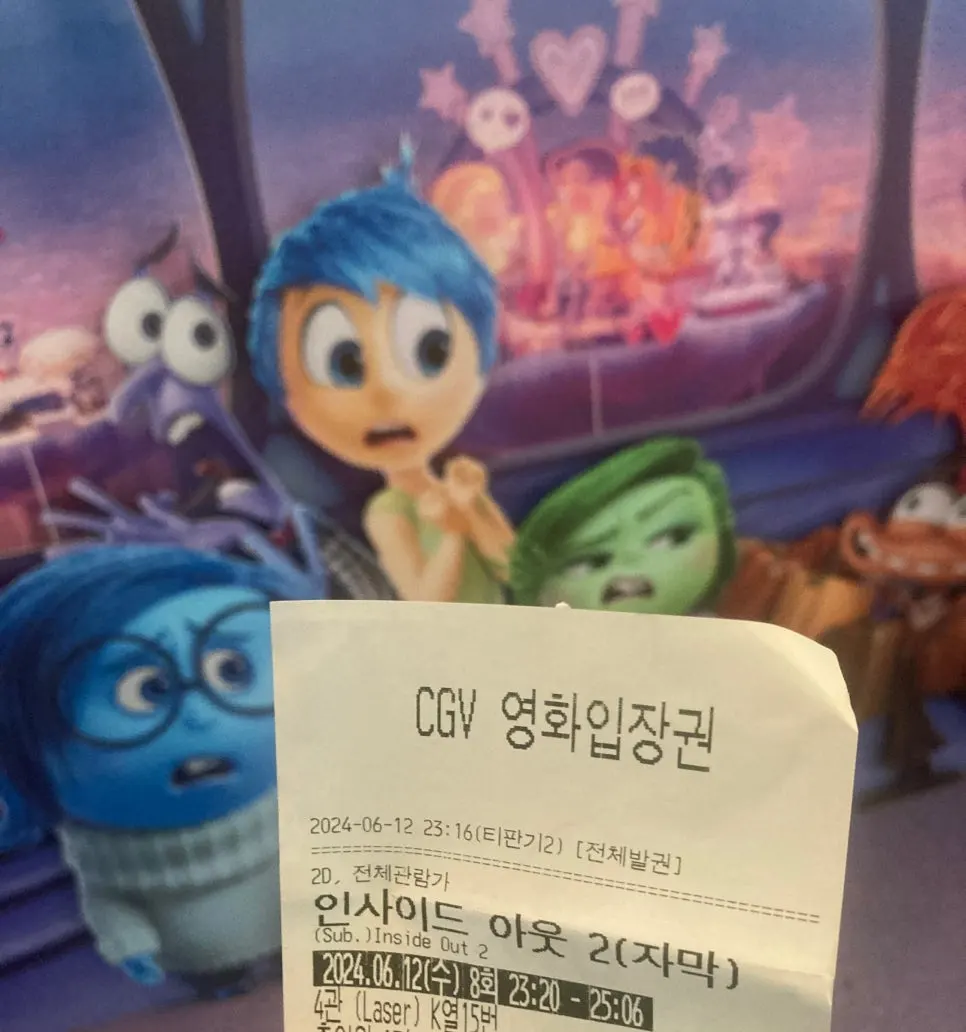 CGV 영화입장권
2024-06-12 23:16(티판기2) [전체발권]
2D, 전체관람가
인사이드 아웃 2(자막)
(Sub.)Inside Out 2
2024.06.12(수) 8회 23:20 - 25:06
4관 (Laser) K열15번